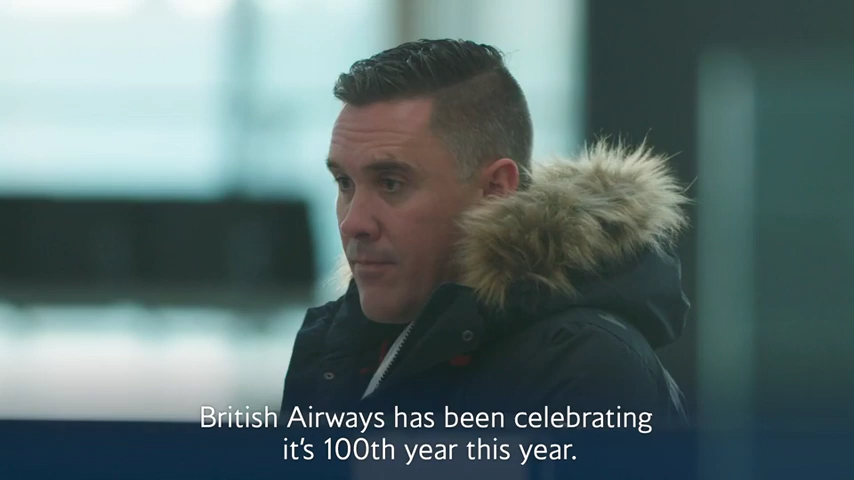 British Airways has been celebrating
it's 100th year this year.